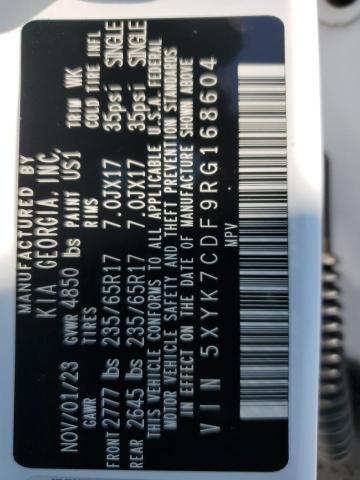 MANUFACTURED BY
KIA GEORGIA, INC.
NOV/01/23 GVWR 4850 lbs PAINT US1 TRIM WK
GAWR TIRES RIMS COLD TIRE INFL
FRONT 2777 lbs 235/65R17 7.0JX17 35psi SINGLE
REAR 2645 lbs 235/65R17 7.0JX17 35psi SINGLE
THIS VEHICLE CONFORMS TO ALL APPLICABLE U.S.A. FEDERAL
MOTOR VEHICLE SAFETY AND THEFT PREVENTION STANDARDS
IN EFFECT ON THE DATE OF MANUFACTURE SHOWN ABOVE
VIN 5XYK7CDF9RG168604
MPV